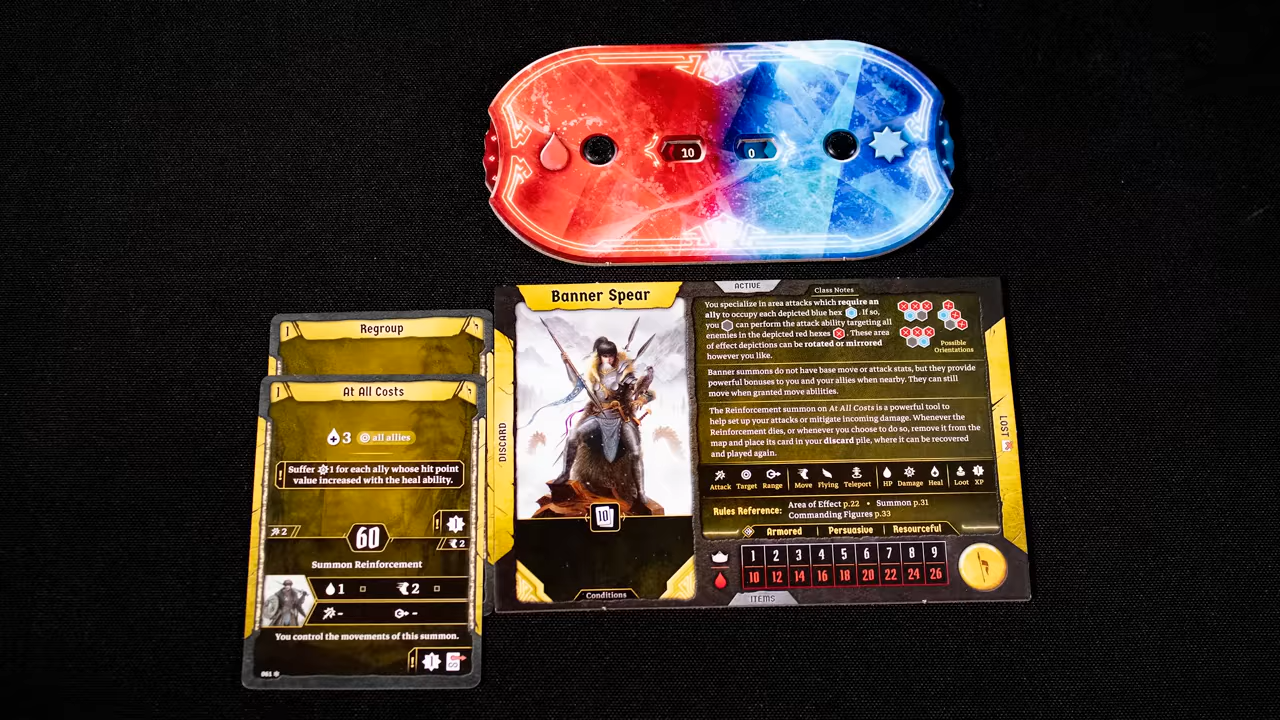 10 0
Banner Spear
ACTIVE
Class Notes
You specialize in area attacks which require an
ally to occupy each depicted blue hex . If so,
you can perform the attack ability targeting all
enemies in the depicted red hexes . These area
of effect depictions can be rotated or mirrored
however you like.
Possible
Orientations
Banner summons do not have base move or attack stats, but they provide
powerful bonuses to you and your allies when nearby. They can still
move when granted move abilities.
The Reinforcement summon on At All Costs is a powerful tool to
help set up your attacks or mitigate incoming damage. Whenever the
Reinforcement dies, or whenever you choose to do so, remove it from the
map and place its card in your discard pile, where it can be recovered
and played again.
Attack Target Range Move Flying Teleport HP Damage Heal Loot XP
Rules Reference: Area of Effect p.22 • Summon p.31
Commanding Figures p.33
Armored Persuasive Resourceful
1 2 3 4 5 6 7 8 9
10 12 14 16 18 20 22 24 26
ITEMS
DISCARD
LOST
10
Conditions
1 Regroup
1 At All Costs
3 all allies
Suffer 1 for each ally whose hit point
value increased with the heal ability.
1
2 60 2
Summon Reinforcement
1 2
- -
You control the movements of this summon.
1
061